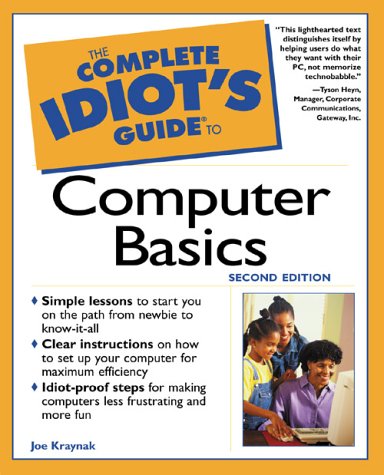 THE
COMPLETE
IDIOT'S
GUIDE® TO
"This lighthearted text
distinguishes itself by
helping users do what
they want with their
PC, not memorize
technobabble."
—Tyson Heyn,
Manager, Corporate
Communications,
Gateway, Inc.
Computer
Basics
SECOND EDITION
♦ Simple lessons to start you
on the path from newbie to
know-it-all
♦ Clear instructions on how
to set up your computer for
maximum efficiency
♦ Idiot-proof steps for making
computers less frustrating and
more fun
Joe Kraynak